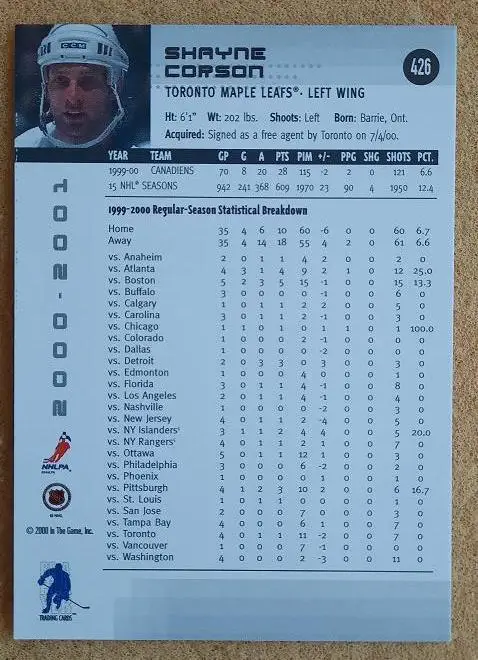 CCM
SHAYNE
CORSON
426
TORONTO MAPLE LEAFS®· LEFT WING
Ht: 6'1" Wt: 202 lbs. Shoots: Left Born: Barrie, Ont.
Acquired: Signed as a free agent by Toronto on 7/4/00.
YEAR TEAM GP G A PTS PIM +/- PPG SHG SHOTS PCT.
1999-00 CANADIENS 70 8 20 28 115 -2 2 0 121 6.6
15 NHL® SEASONS 942 241 368 609 1970 23 90 4 1950 12.4
1999-2000 Regular-Season Statistical Breakdown
Home 35 4 6 10 60 -6 0 0 60 6.7
Away 35 4 14 18 55 4 2 0 61 6.6
vs. Anaheim 2 0 1 1 4 2 0 0 2 0
vs. Atlanta 4 3 1 4 9 2 1 0 12 25.0
vs. Boston 5 2 3 5 15 -1 0 0 15 13.3
vs. Buffalo 3 0 0 0 0 -1 0 0 6 0
vs. Calgary 1 0 1 1 2 2 0 0 5 0
vs. Carolina 3 0 1 1 2 -1 0 0 3 0
vs. Chicago 1 1 0 1 0 1 1 0 1 100.0
vs. Colorado 1 0 0 0 2 -1 0 0 0 0
vs. Dallas 1 0 0 0 0 -2 0 0 0 0
vs. Detroit 2 0 3 3 0 3 0 0 3 0
vs. Edmonton 1 0 0 0 4 0 0 0 1 0
vs. Florida 3 0 1 1 4 -1 0 0 8 0
vs. Los Angeles 2 0 1 1 4 -1 0 0 4 0
vs. Nashville 1 0 0 0 0 -2 0 0 3 0
vs. New Jersey 4 0 1 1 2 -4 0 0 5 0
vs. NY Islanders 3 1 1 2 4 4 0 0 5 20.0
vs. NY Rangers 4 0 1 1 2 1 0 0 7 0
vs. Ottawa 5 0 1 1 12 1 0 0 3 0
vs. Philadelphia 3 0 0 0 6 -2 0 0 2 0
vs. Phoenix 1 0 0 0 0 1 0 0 1 0
vs. Pittsburgh 4 1 2 3 10 2 0 0 6 16.7
vs. St. Louis 1 0 1 1 0 0 0 0 1 0
vs. San Jose 2 0 0 0 7 0 0 0 3 0
vs. Tampa Bay 4 0 0 0 6 1 0 0 7 0
vs. Toronto 4 0 1 1 11 -2 0 0 7 0
vs. Vancouver 1 0 0 0 7 -1 0 0 0 0
vs. Washington 4 0 0 0 2 -3 0 0 11 0
2000-2001
NHLPA
© NHL
© 2000 In The Game, Inc.
TRADING CARDS